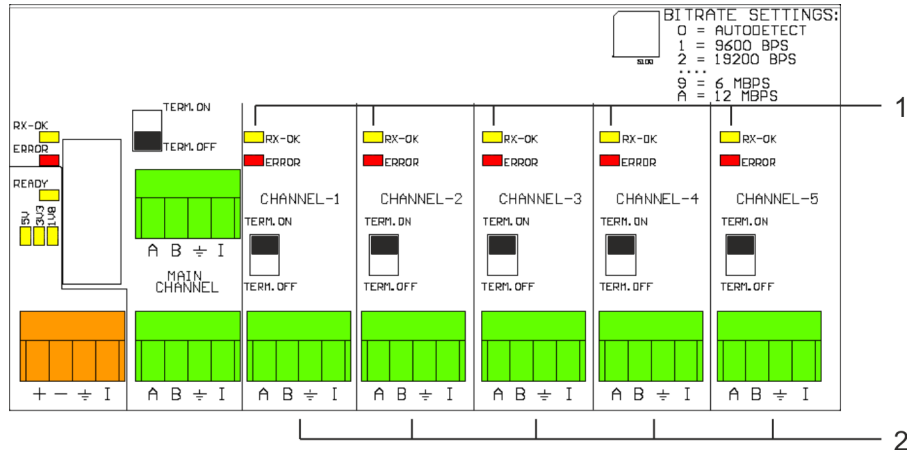 BITRATE SETTINGS:
0 = AUTODETECT
1 = 9600 BPS
2 = 19200 BPS
....
9 = 6 MBPS
A = 12 MBPS
1
TERM.ON
TERM.OFF
RX-OK
ERROR
READY
5V
3V3
1V8
RX-OK RX-OK RX-OK RX-OK RX-OK
ERROR ERROR ERROR ERROR ERROR
CHANNEL-1 CHANNEL-2 CHANNEL-3 CHANNEL-4 CHANNEL-5
TERM.ON TERM.ON TERM.ON TERM.ON TERM.ON
A B ⏚ I
MAIN
CHANNEL
TERM.OFF TERM.OFF TERM.OFF TERM.OFF TERM.OFF
+ - ⏚ I A B ⏚ I A B ⏚ I A B ⏚ I A B ⏚ I A B ⏚ I A B ⏚ I
2